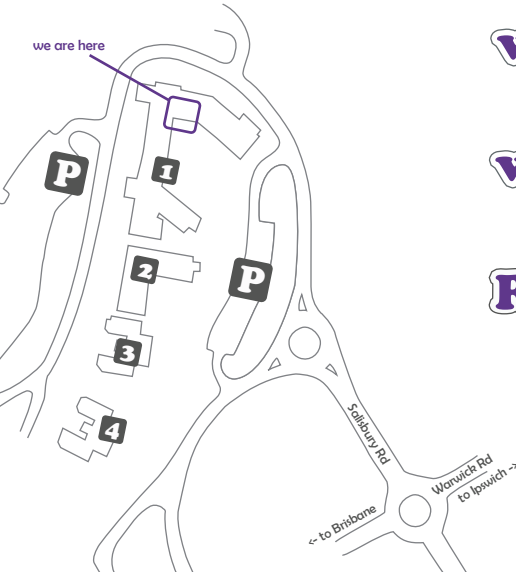 we are here
P
1
P
2
3
4
Salisbury Rd
Warwick Rd
to Ipswich ->
<- to Brisbane